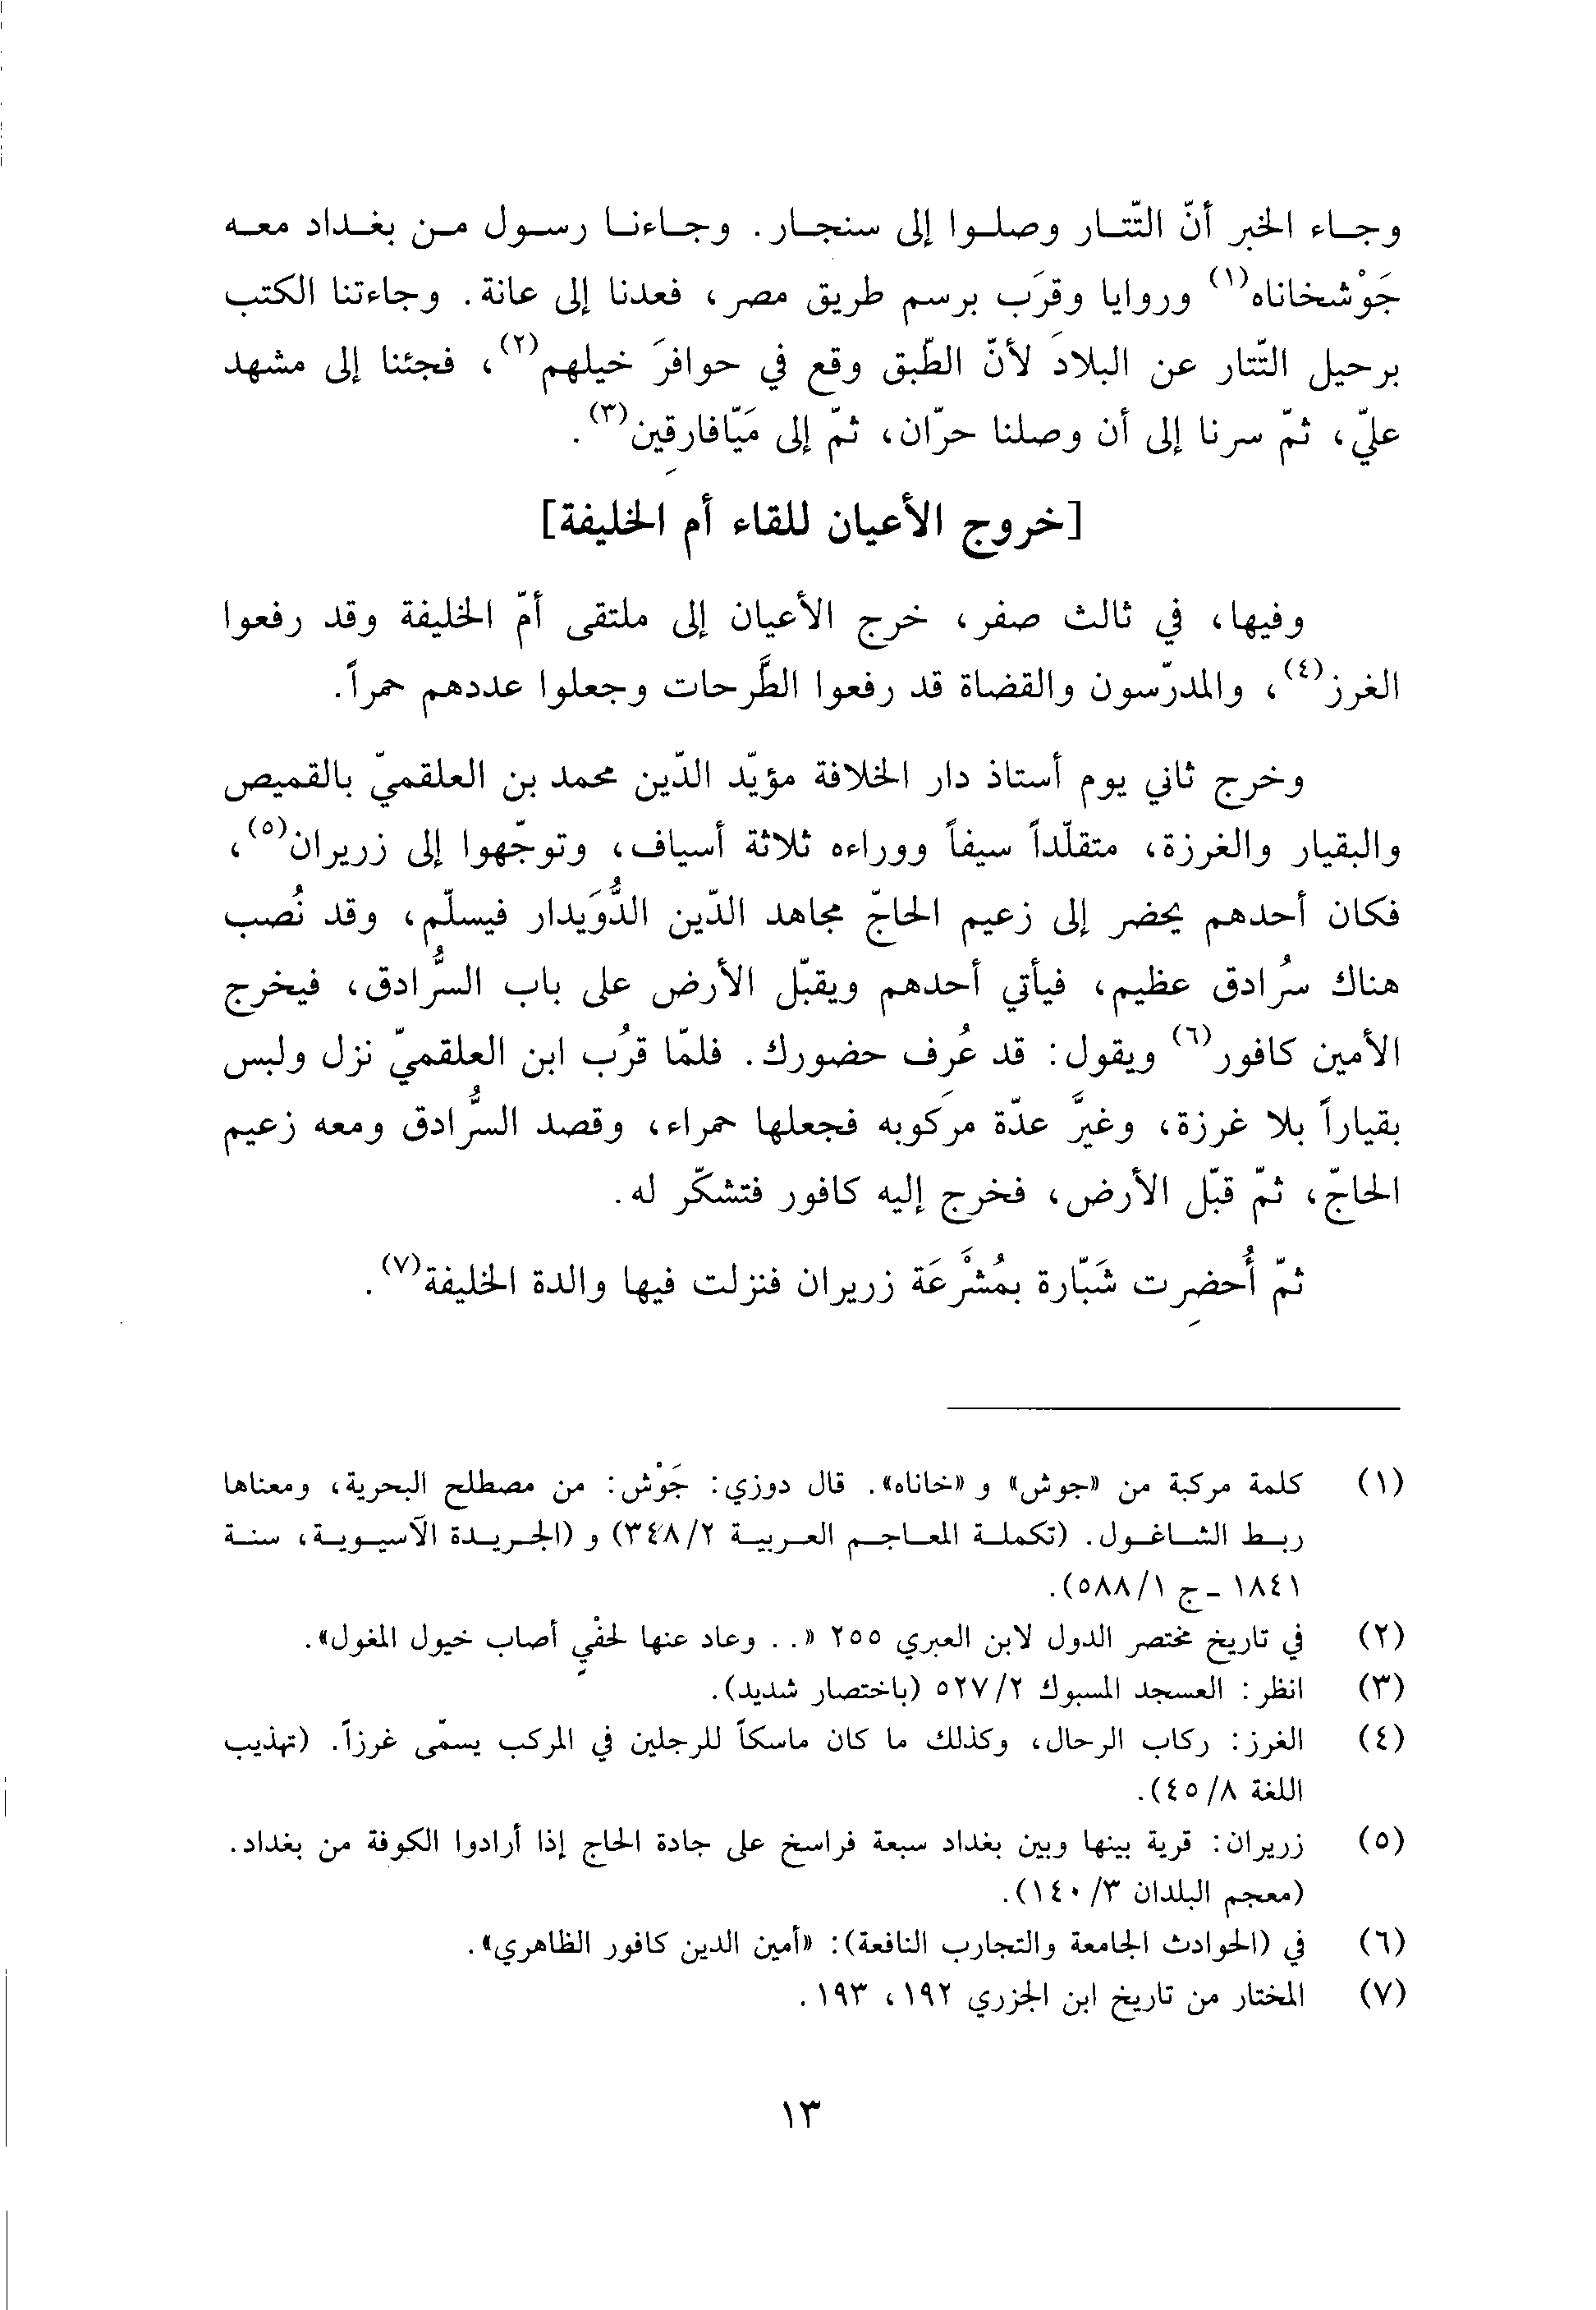 وجاء الخبر أنّ التّتار وصلوا إلى سنجار. وجاءنا رسول من بغداد معه
جَوْشخاناه(١) وروايا وقرَب برسم طريق مصر، فعدنا إلى عانة. وجاءتنا الكتب
برحيل التّتار عن البلاد لأنّ الطّبق وقع في حوافرَ خيلهم(٢)، فجئنا إلى مشهد
عليّ، ثمّ سرنا إلى أن وصلنا حرّان، ثمّ إلى مَيّافارقِين(٣).
[خروج الأعيان للقاء أم الخليفة]
وفيها، في ثالث صفر، خرج الأعيان إلى ملتقى أمّ الخليفة وقد رفعوا
الغرز(٤)، والمدرّسون والقضاة قد رفعوا الطَّرحات وجعلوا عددهم حمراً.
وخرج ثاني يوم أستاذ دار الخلافة مؤيّد الدّين محمد بن العلقميّ بالقميص
والبقيار والغرزة، متقلّداً سيفاً ووراءه ثلاثة أسياف، وتوجّهوا إلى زريران(٥)،
فكان أحدهم يحضر إلى زعيم الحاجّ مجاهد الدّين الدُّوَيدار فيسلّم، وقد نُصب
هناك سُرادق عظيم، فيأتي أحدهم ويقبّل الأرض على باب السُّرادق، فيخرج
الأمين كافور(٦) ويقول: قد عُرِف حضورك. فلمّا قرُب ابن العلقميّ نزل ولبس
بقياراً بلا غرزة، وغيَّر عدّة مركوبه فجعلها حمراء، وقصد السُّرادق ومعه زعيم
الحاجّ، ثمّ قبّل الأرض، فخرج إليه كافور فتشكّر له.
ثمّ أُحضِرت شَبّارة بمُشْرَعَة زريران فنزلت فيها والدة الخليفة(٧).
(١) كلمة مركبة من «جوش» و «خاناه». قال دوزي: جَوْش: من مصطلح البحرية، ومعناها
ربط الشاغول. (تكملة المعاجم العربية ٣٤٨/٢) و (الجريدة الآسيوية، سنة
١٨٤١ - ج ٥٨٨/١).
(٢) في تاريخ مختصر الدول لابن العبري ٢٥٥ «.. وعاد عنها لحفْيٍ أصاب خيول المغول».
(٣) انظر: العسجد المسبوك ٥٢٧/٢ (باختصار شديد).
(٤) الغرز: ركاب الرحال، وكذلك ما كان ماسكاً للرجلين في المركب يسمّى غرزاً. (تهذيب
اللغة ٤٥/٨).
(٥) زريران: قرية بينها وبين بغداد سبعة فراسخ على جادة الحاج إذا أرادوا الكوفة من بغداد.
(معجم البلدان ١٤٠/٣).
(٦) في (الحوادث الجامعة والتجارب النافعة): «أمين الدين كافور الظاهري».
(٧) المختار من تاريخ ابن الجزري ١٩٢، ١٩٣.
١٣